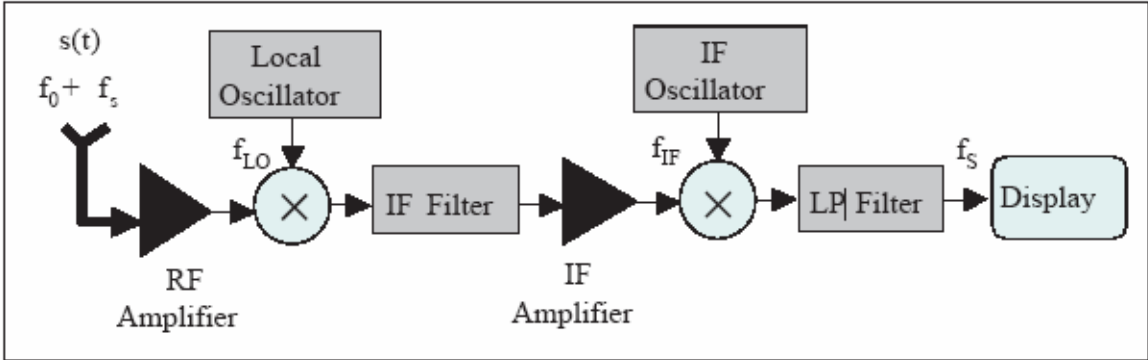 s(t)
f0 + fs
Local
Oscillator
IF
Oscillator
fLO
fIF
fS
IF Filter
LP| Filter
Display
RF
Amplifier
IF
Amplifier